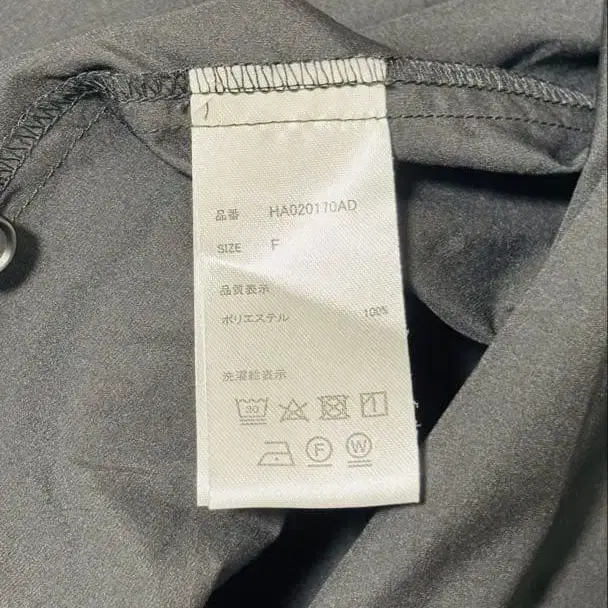 品番 HA020170AD
SIZE F
品質表示
ポリエステル 100%
洗濯絵表示
30
F W